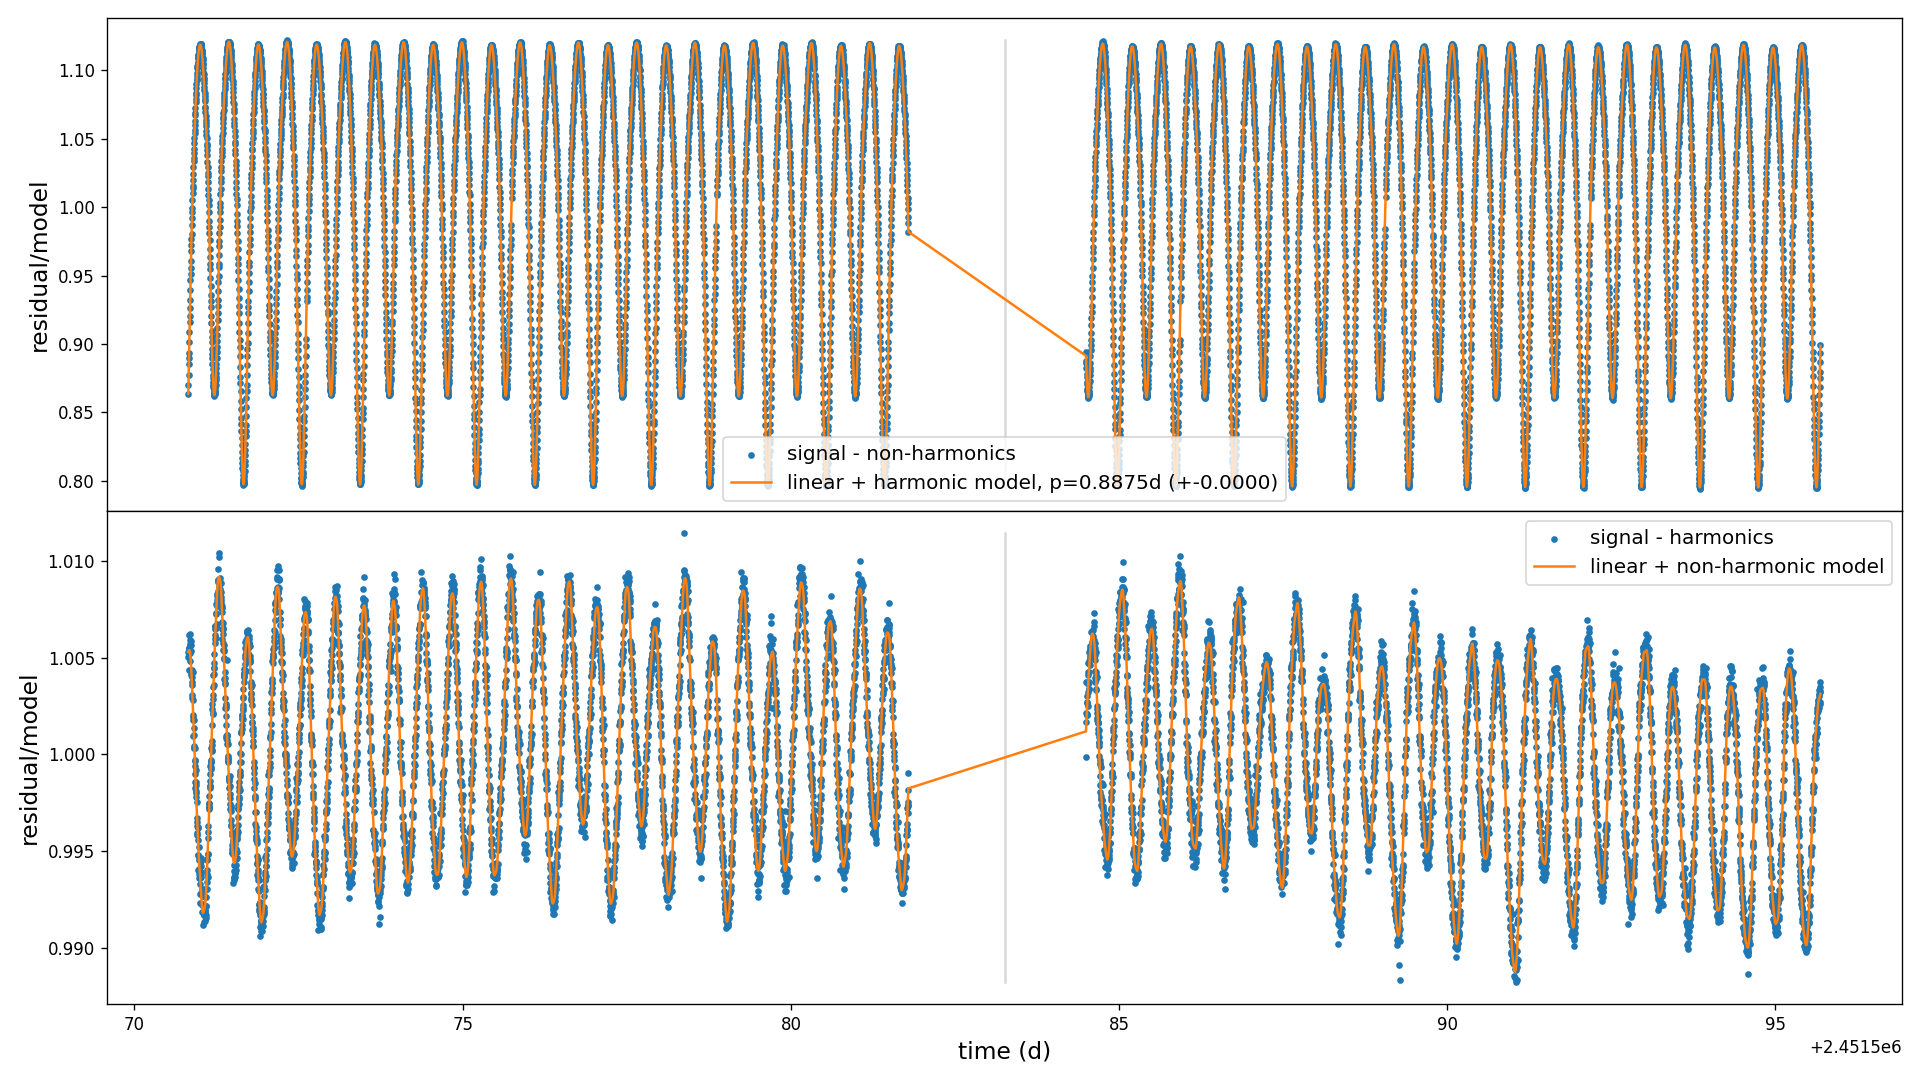 residual/model
1.10
1.05
1.00
0.95
0.90
0.85
0.80
signal - non-harmonics
linear + harmonic model, p=0.8875d (+-0.0000)
residual/model
1.010
1.005
1.000
0.995
0.990
signal - harmonics
linear + non-harmonic model
70 75 80 85 90 95
time (d)
+2.4515e6